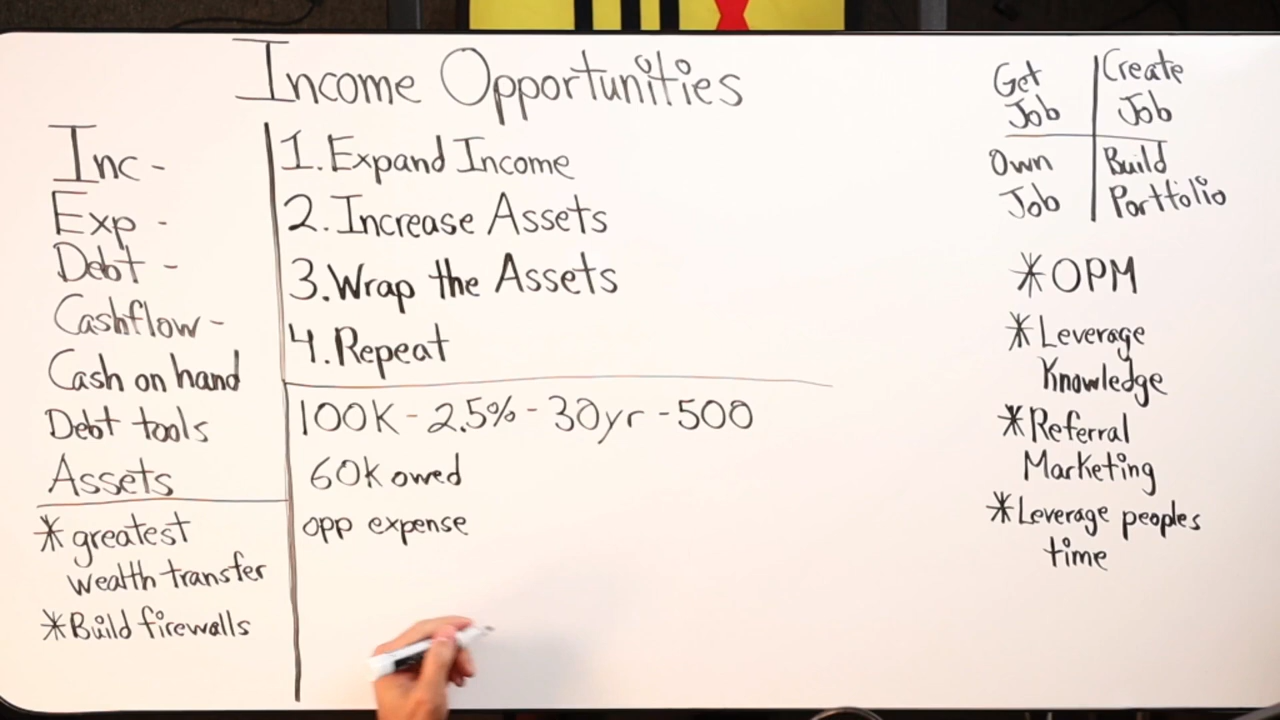 Income Opportunities
Inc -
Exp -
Debt -
Cashflow -
Cash on hand
Debt tools
Assets
* greatest
wealth transfer
* Build firewalls
1. Expand Income
2. Increase Assets
3. Wrap the Assets
4. Repeat
100K - 2.5% - 30yr - 500
60K owed
opp expense
Get
Job
Create
Job
Own
Job
Build
Portfolio
* OPM
* Leverage
Knowledge
* Referral
Marketing
* Leverage peoples
time